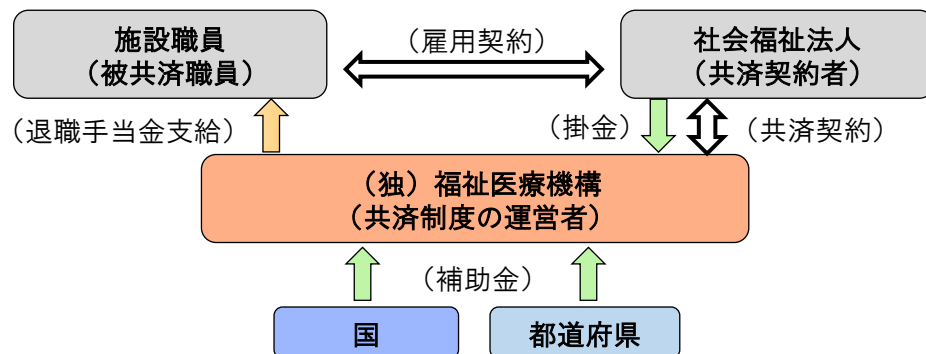 施設職員
（被共済職員）
（雇用契約）
社会福祉法人
（共済契約者）
（退職手当金支給）
（掛金）
（共済契約）
（独）福祉医療機構
（共済制度の運営者）
（補助金）
国
都道府県